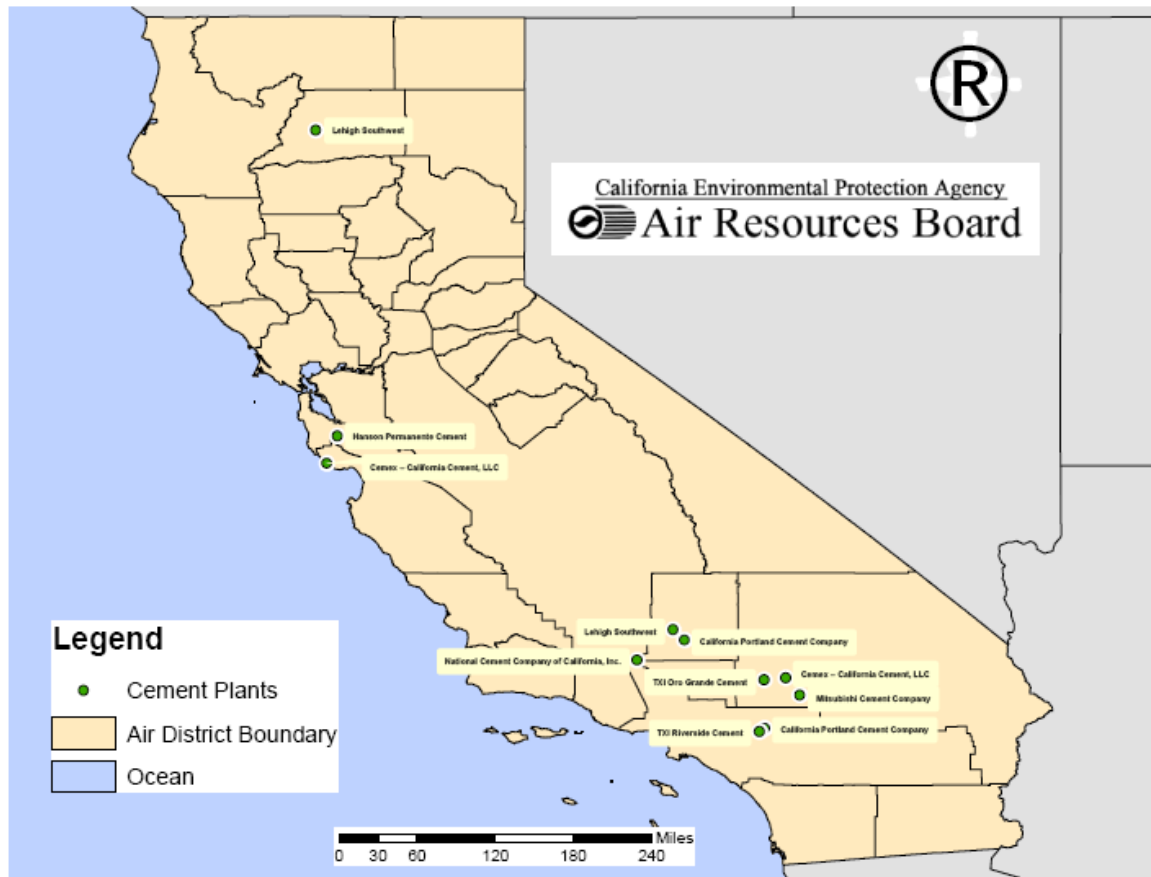 R
California Environmental Protection Agency
Air Resources Board
Lehigh Southwest
Hanson Permanente Cement
Cemex – California Cement, LLC
Lehigh Southwest
California Portland Cement Company
National Cement Company of California, Inc.
TXI Oro Grande Cement
Cemex – California Cement, LLC
Mitsubishi Cement Company
TXI Riverside Cement
California Portland Cement Company
Legend
Cement Plants
Air District Boundary
Ocean
Miles
0 30 60 120 180 240